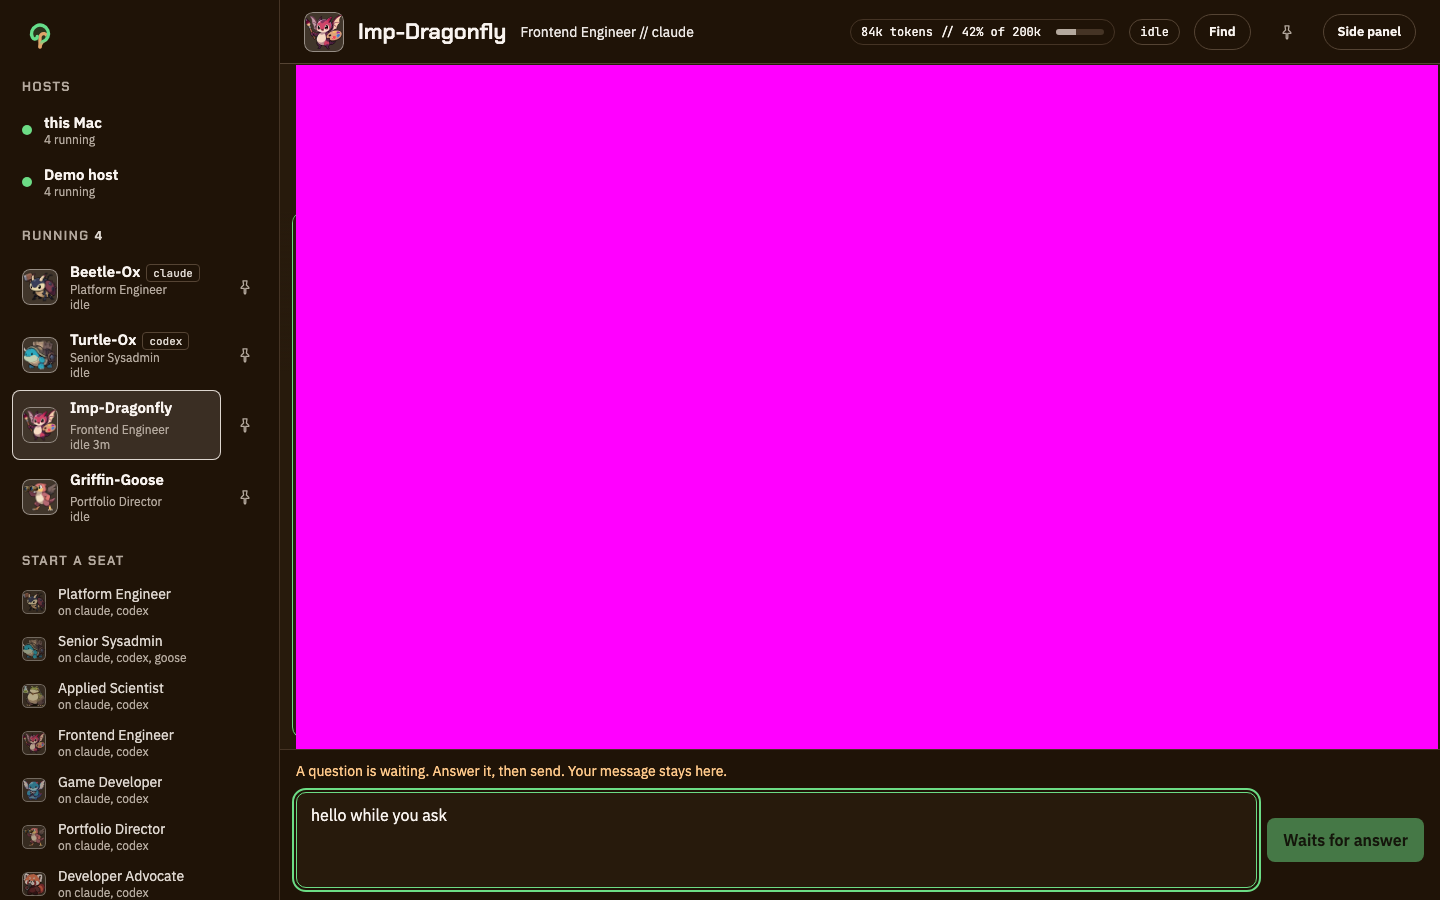 HOSTS
this Mac
4 running
Demo host
4 running
RUNNING 4
Beetle-Ox claude
Platform Engineer
idle
Turtle-Ox codex
Senior Sysadmin
idle
Imp-Dragonfly
Frontend Engineer
idle 3m
Griffin-Goose
Portfolio Director
idle
START A SEAT
Platform Engineer
on claude, codex
Senior Sysadmin
on claude, codex, goose
Applied Scientist
on claude, codex
Frontend Engineer
on claude, codex
Game Developer
on claude, codex
Portfolio Director
on claude, codex
Developer Advocate
on claude, codex
Imp-Dragonfly Frontend Engineer // claude
84k tokens // 42% of 200k
idle
Find
Side panel
A question is waiting. Answer it, then send. Your message stays here.
hello while you ask
Waits for answer